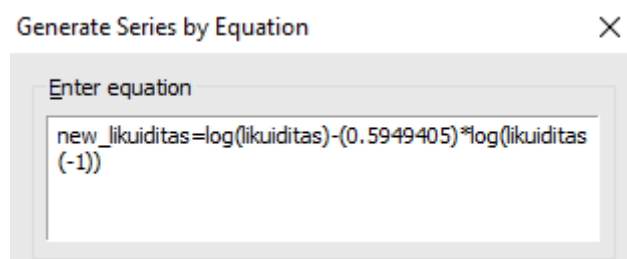 Generate Series by Equation
Enter equation
new_likuiditas=log(likuiditas)-(0.5949405)*log(likuiditas
(-1))